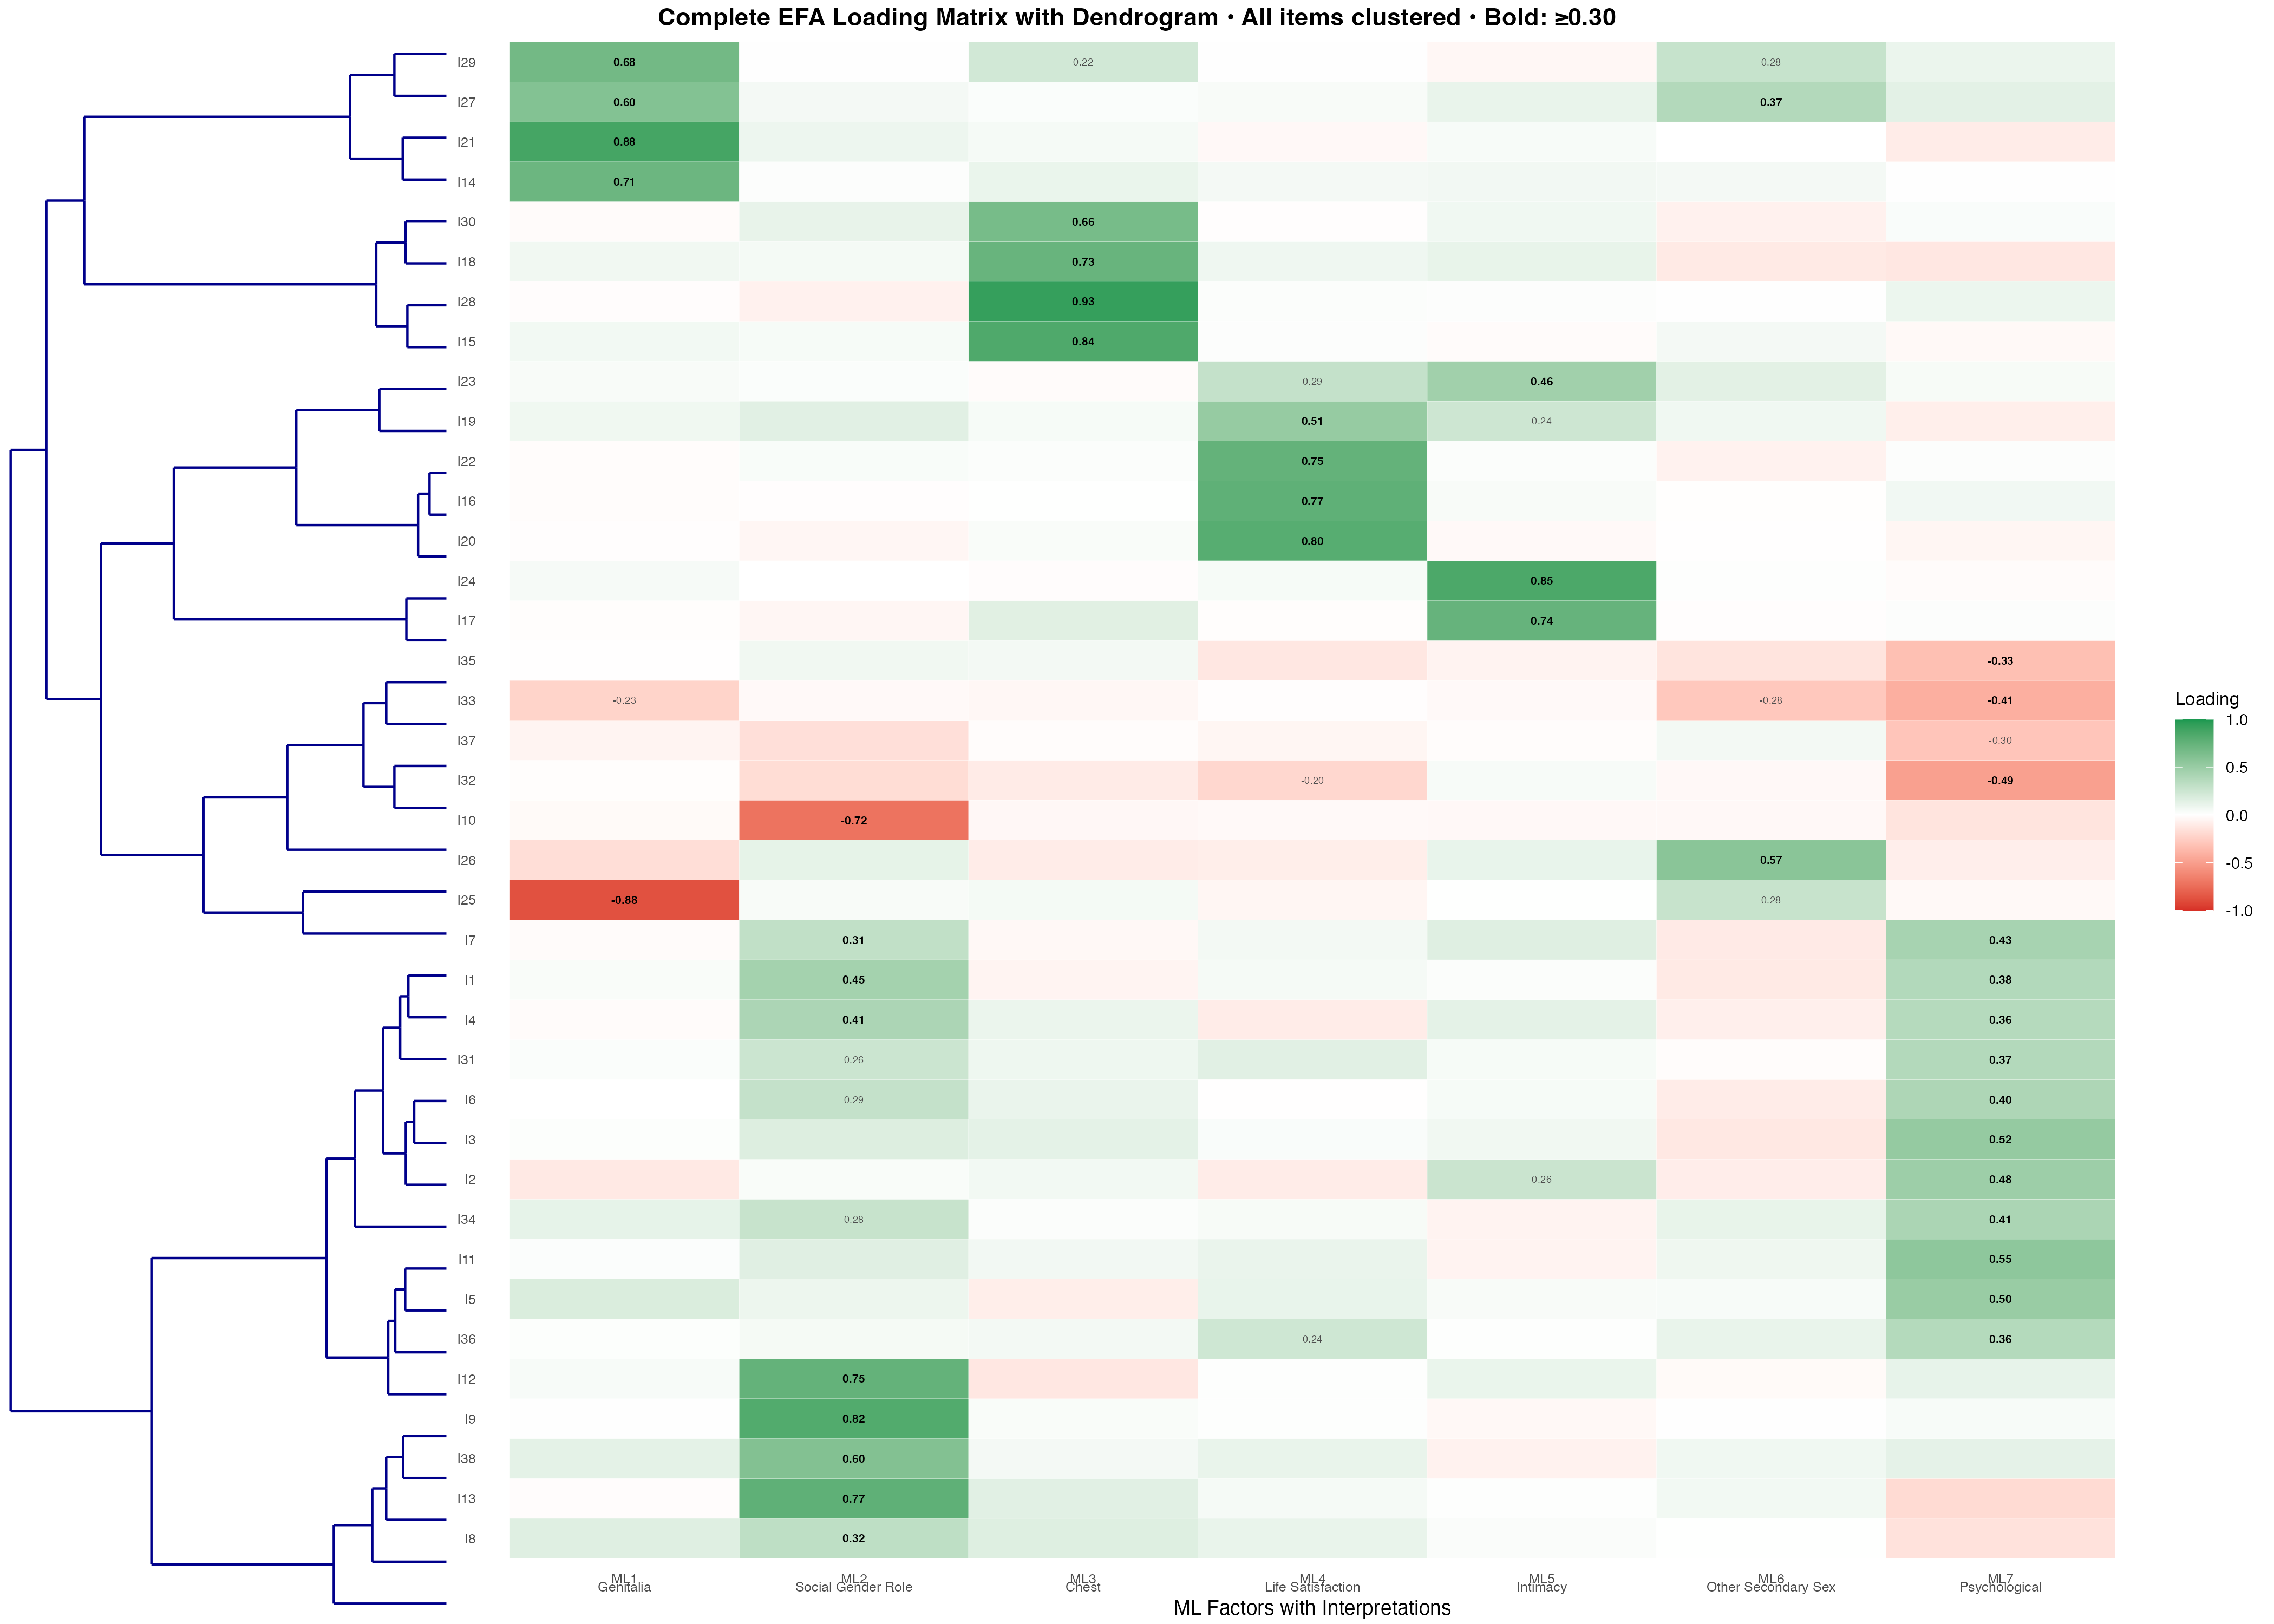 Complete EFA Loading Matrix with Dendrogram • All items clustered • Bold: ≥0.30
I29 0.68 0.22 0.28
I27 0.60 0.37
I21 0.88
I14 0.71
I30 0.66
I18 0.73
I28 0.93
I15 0.84
I23 0.29 0.46
I19 0.51 0.24
I22 0.75
I16 0.77
I20 0.80
I24 0.85
I17 0.74
I35 -0.33
I33 -0.23 -0.28 -0.41
I37 -0.30
I32 -0.20 -0.49
I10 -0.72
I26 0.57
I25 -0.88 0.28
I7 0.31 0.43
I1 0.45 0.38
I4 0.41 0.36
I31 0.26 0.37
I6 0.29 0.40
I3 0.52
I2 0.26 0.48
I34 0.28 0.41
I11 0.55
I5 0.50
I36 0.24 0.36
I12 0.75
I9 0.82
I38 0.60
I13 0.77
I8 0.32
ML1 ML2 ML3 ML4 ML5 ML6 ML7
Genitalia Social Gender Role Chest Life Satisfaction Intimacy Other Secondary Sex Psychological
ML Factors with Interpretations
Loading
1.0
0.5
0.0
-0.5
-1.0